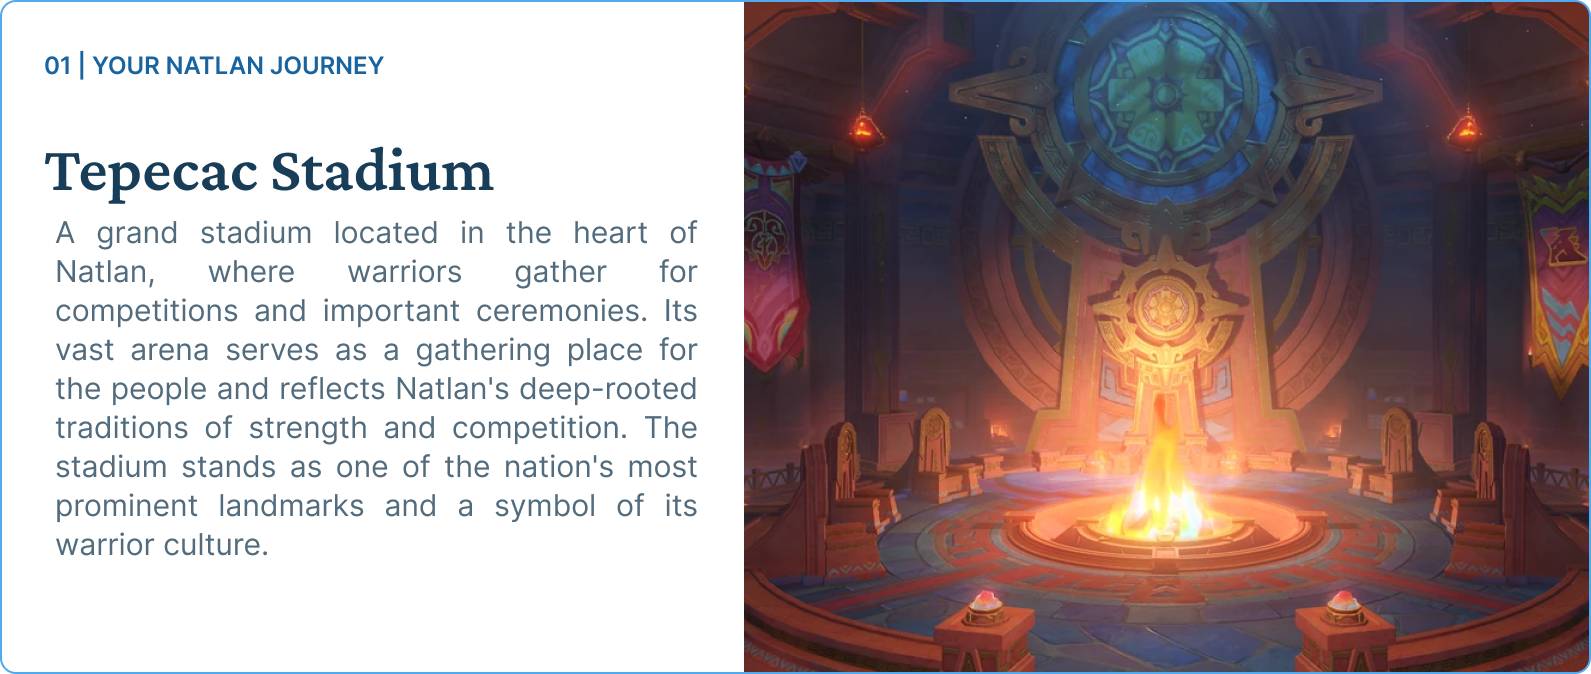 01 | YOUR NATLAN JOURNEY
Tepecac Stadium
A grand stadium located in the heart of
Natlan, where warriors gather for
competitions and important ceremonies. Its
vast arena serves as a gathering place for
the people and reflects Natlan's deep-rooted
traditions of strength and competition. The
stadium stands as one of the nation's most
prominent landmarks and a symbol of its
warrior culture.